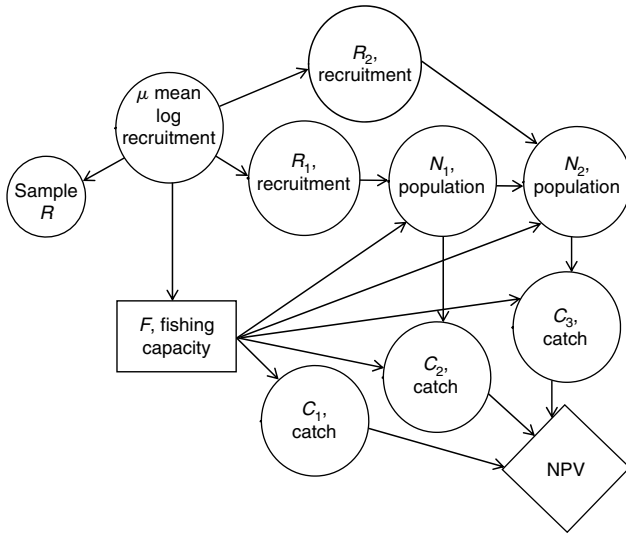 R2,
recruitment
μ mean
log
recruitment
R1,
recruitment
N1,
population
N2,
population
Sample
R
F, fishing
capacity
C3,
catch
C2,
catch
C1,
catch
NPV